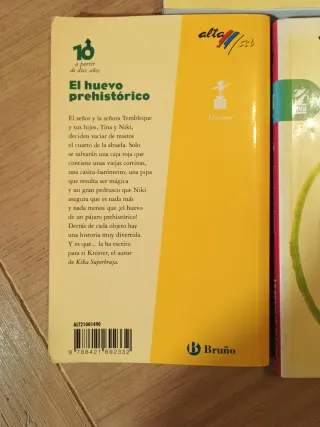 10
a partir
de diez años
alta
mar
Humor
El huevo
prehistórico
El señor y la señora Tembleque
y sus hijos, Tina y Niki,
deciden vaciar de trastos
el cuarto de la abuela. Solo
se salvarán una caja roja que
contiene unas viejas cortinas,
una casita-barómetro, una pipa
que resulta ser mágica
y un gran pedrusco que Niki
asegura que es nada más
y nada menos que ¡el huevo
de un pájaro prehistórico!
Detrás de cada objeto hay
una historia muy divertida.
Y es que... la ha escrito
para ti Knister, el autor
de Kika Superbruja.
9 788421 692332
Bruño